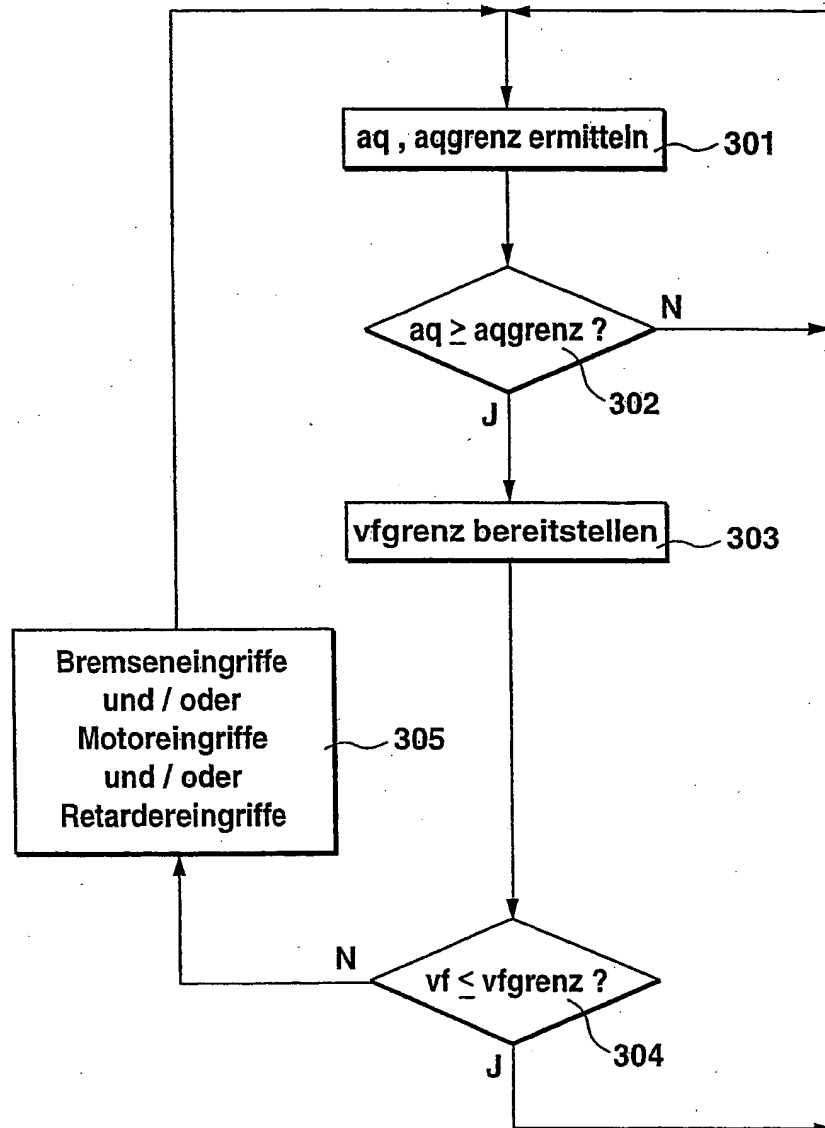 aq , aqgrenz ermitteln
301
N
aq ≥ aqgrenz ?
302
J
vfgrenz bereitstellen
303
Bremseneingriffe
und / oder
Motoreingriffe
und / oder
Retardereingriffe
305
N
vf ≤ vfgrenz ?
304
J